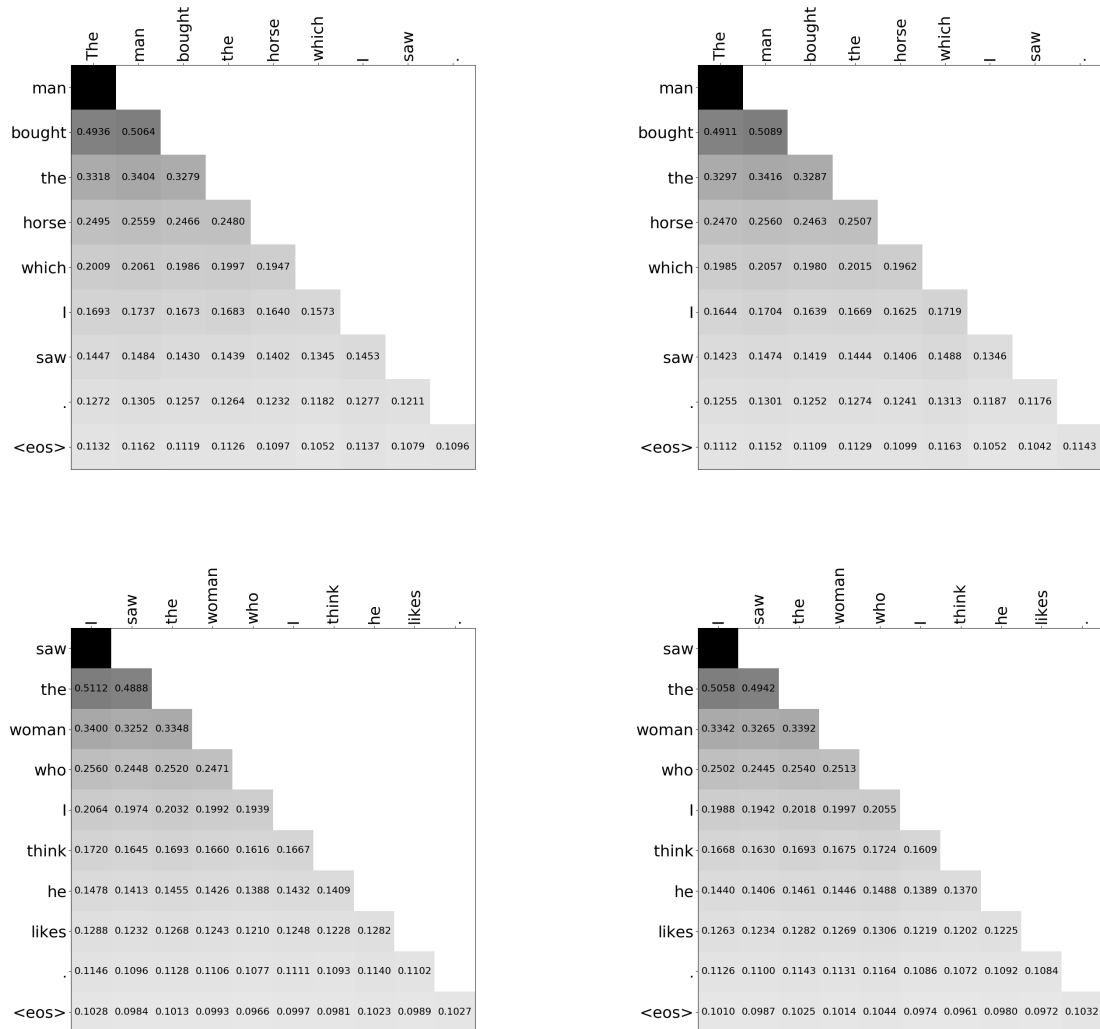 The man bought the horse which I saw .
man
bought 0.4936 0.5064
the 0.3318 0.3404 0.3279
horse 0.2495 0.2559 0.2466 0.2480
which 0.2009 0.2061 0.1986 0.1997 0.1947
I 0.1693 0.1737 0.1673 0.1683 0.1640 0.1573
saw 0.1447 0.1484 0.1430 0.1439 0.1402 0.1345 0.1453
. 0.1272 0.1305 0.1257 0.1264 0.1232 0.1182 0.1277 0.1211
<eos> 0.1132 0.1162 0.1119 0.1126 0.1097 0.1052 0.1137 0.1079 0.1096
The man bought the horse which I saw .
man
bought 0.4911 0.5089
the 0.3297 0.3416 0.3287
horse 0.2470 0.2560 0.2463 0.2507
which 0.1985 0.2057 0.1980 0.2015 0.1962
I 0.1644 0.1704 0.1639 0.1669 0.1625 0.1719
saw 0.1423 0.1474 0.1419 0.1444 0.1406 0.1488 0.1346
. 0.1255 0.1301 0.1252 0.1274 0.1241 0.1313 0.1187 0.1176
<eos> 0.1112 0.1152 0.1109 0.1129 0.1099 0.1163 0.1052 0.1042 0.1143
I saw the woman who I think he likes .
saw
the 0.5112 0.4888
woman 0.3400 0.3252 0.3348
who 0.2560 0.2448 0.2520 0.2471
I 0.2064 0.1974 0.2032 0.1992 0.1939
think 0.1720 0.1645 0.1693 0.1660 0.1616 0.1667
he 0.1478 0.1413 0.1455 0.1426 0.1388 0.1432 0.1409
likes 0.1288 0.1232 0.1268 0.1243 0.1210 0.1248 0.1228 0.1282
. 0.1146 0.1096 0.1128 0.1106 0.1077 0.1111 0.1093 0.1140 0.1102
<eos> 0.1028 0.0984 0.1013 0.0993 0.0966 0.0997 0.0981 0.1023 0.0989 0.1027
I saw the woman who I think he likes .
saw
the 0.5058 0.4942
woman 0.3342 0.3265 0.3392
who 0.2502 0.2445 0.2540 0.2513
I 0.1988 0.1942 0.2018 0.1997 0.2055
think 0.1668 0.1630 0.1693 0.1675 0.1724 0.1609
he 0.1440 0.1406 0.1461 0.1446 0.1488 0.1389 0.1370
likes 0.1263 0.1234 0.1282 0.1269 0.1306 0.1219 0.1202 0.1225
. 0.1126 0.1100 0.1143 0.1131 0.1164 0.1086 0.1072 0.1092 0.1084
<eos> 0.1010 0.0987 0.1025 0.1014 0.1044 0.0974 0.0961 0.0980 0.0972 0.1032